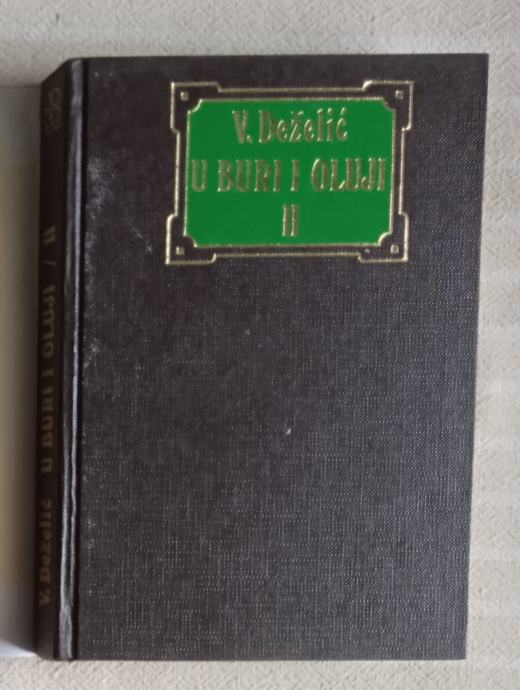 V. Deželić
U BURI I OLUJI
II
V. Deželić U BURI I OLUJI / II